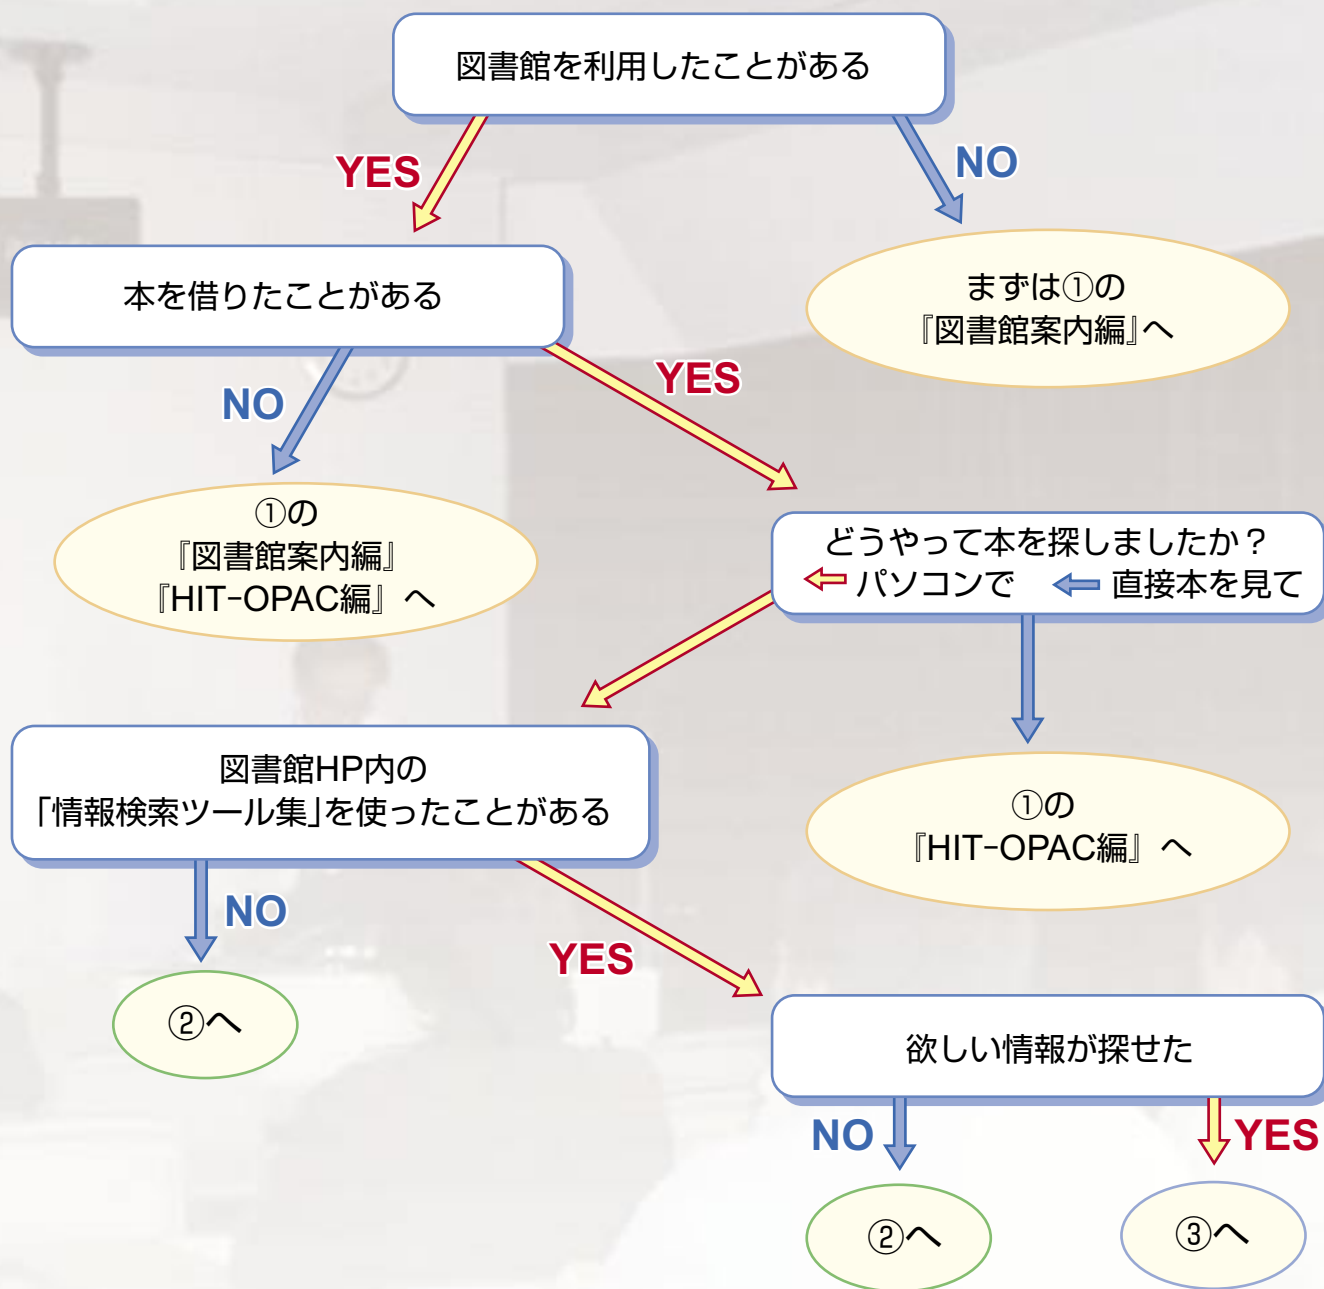 図書館を利用したことがある
YES
NO
本を借りたことがある
まずは①の
『図書館案内編』へ
NO
YES
①の
『図書館案内編』
『HIT-OPAC編』へ
どうやって本を探しましたか？
パソコンで 直接本を見て
図書館HP内の
「情報検索ツール集」を使ったことがある
①の
『HIT-OPAC編』へ
NO
YES
②へ
欲しい情報が探せた
NO
YES
②へ
③へ